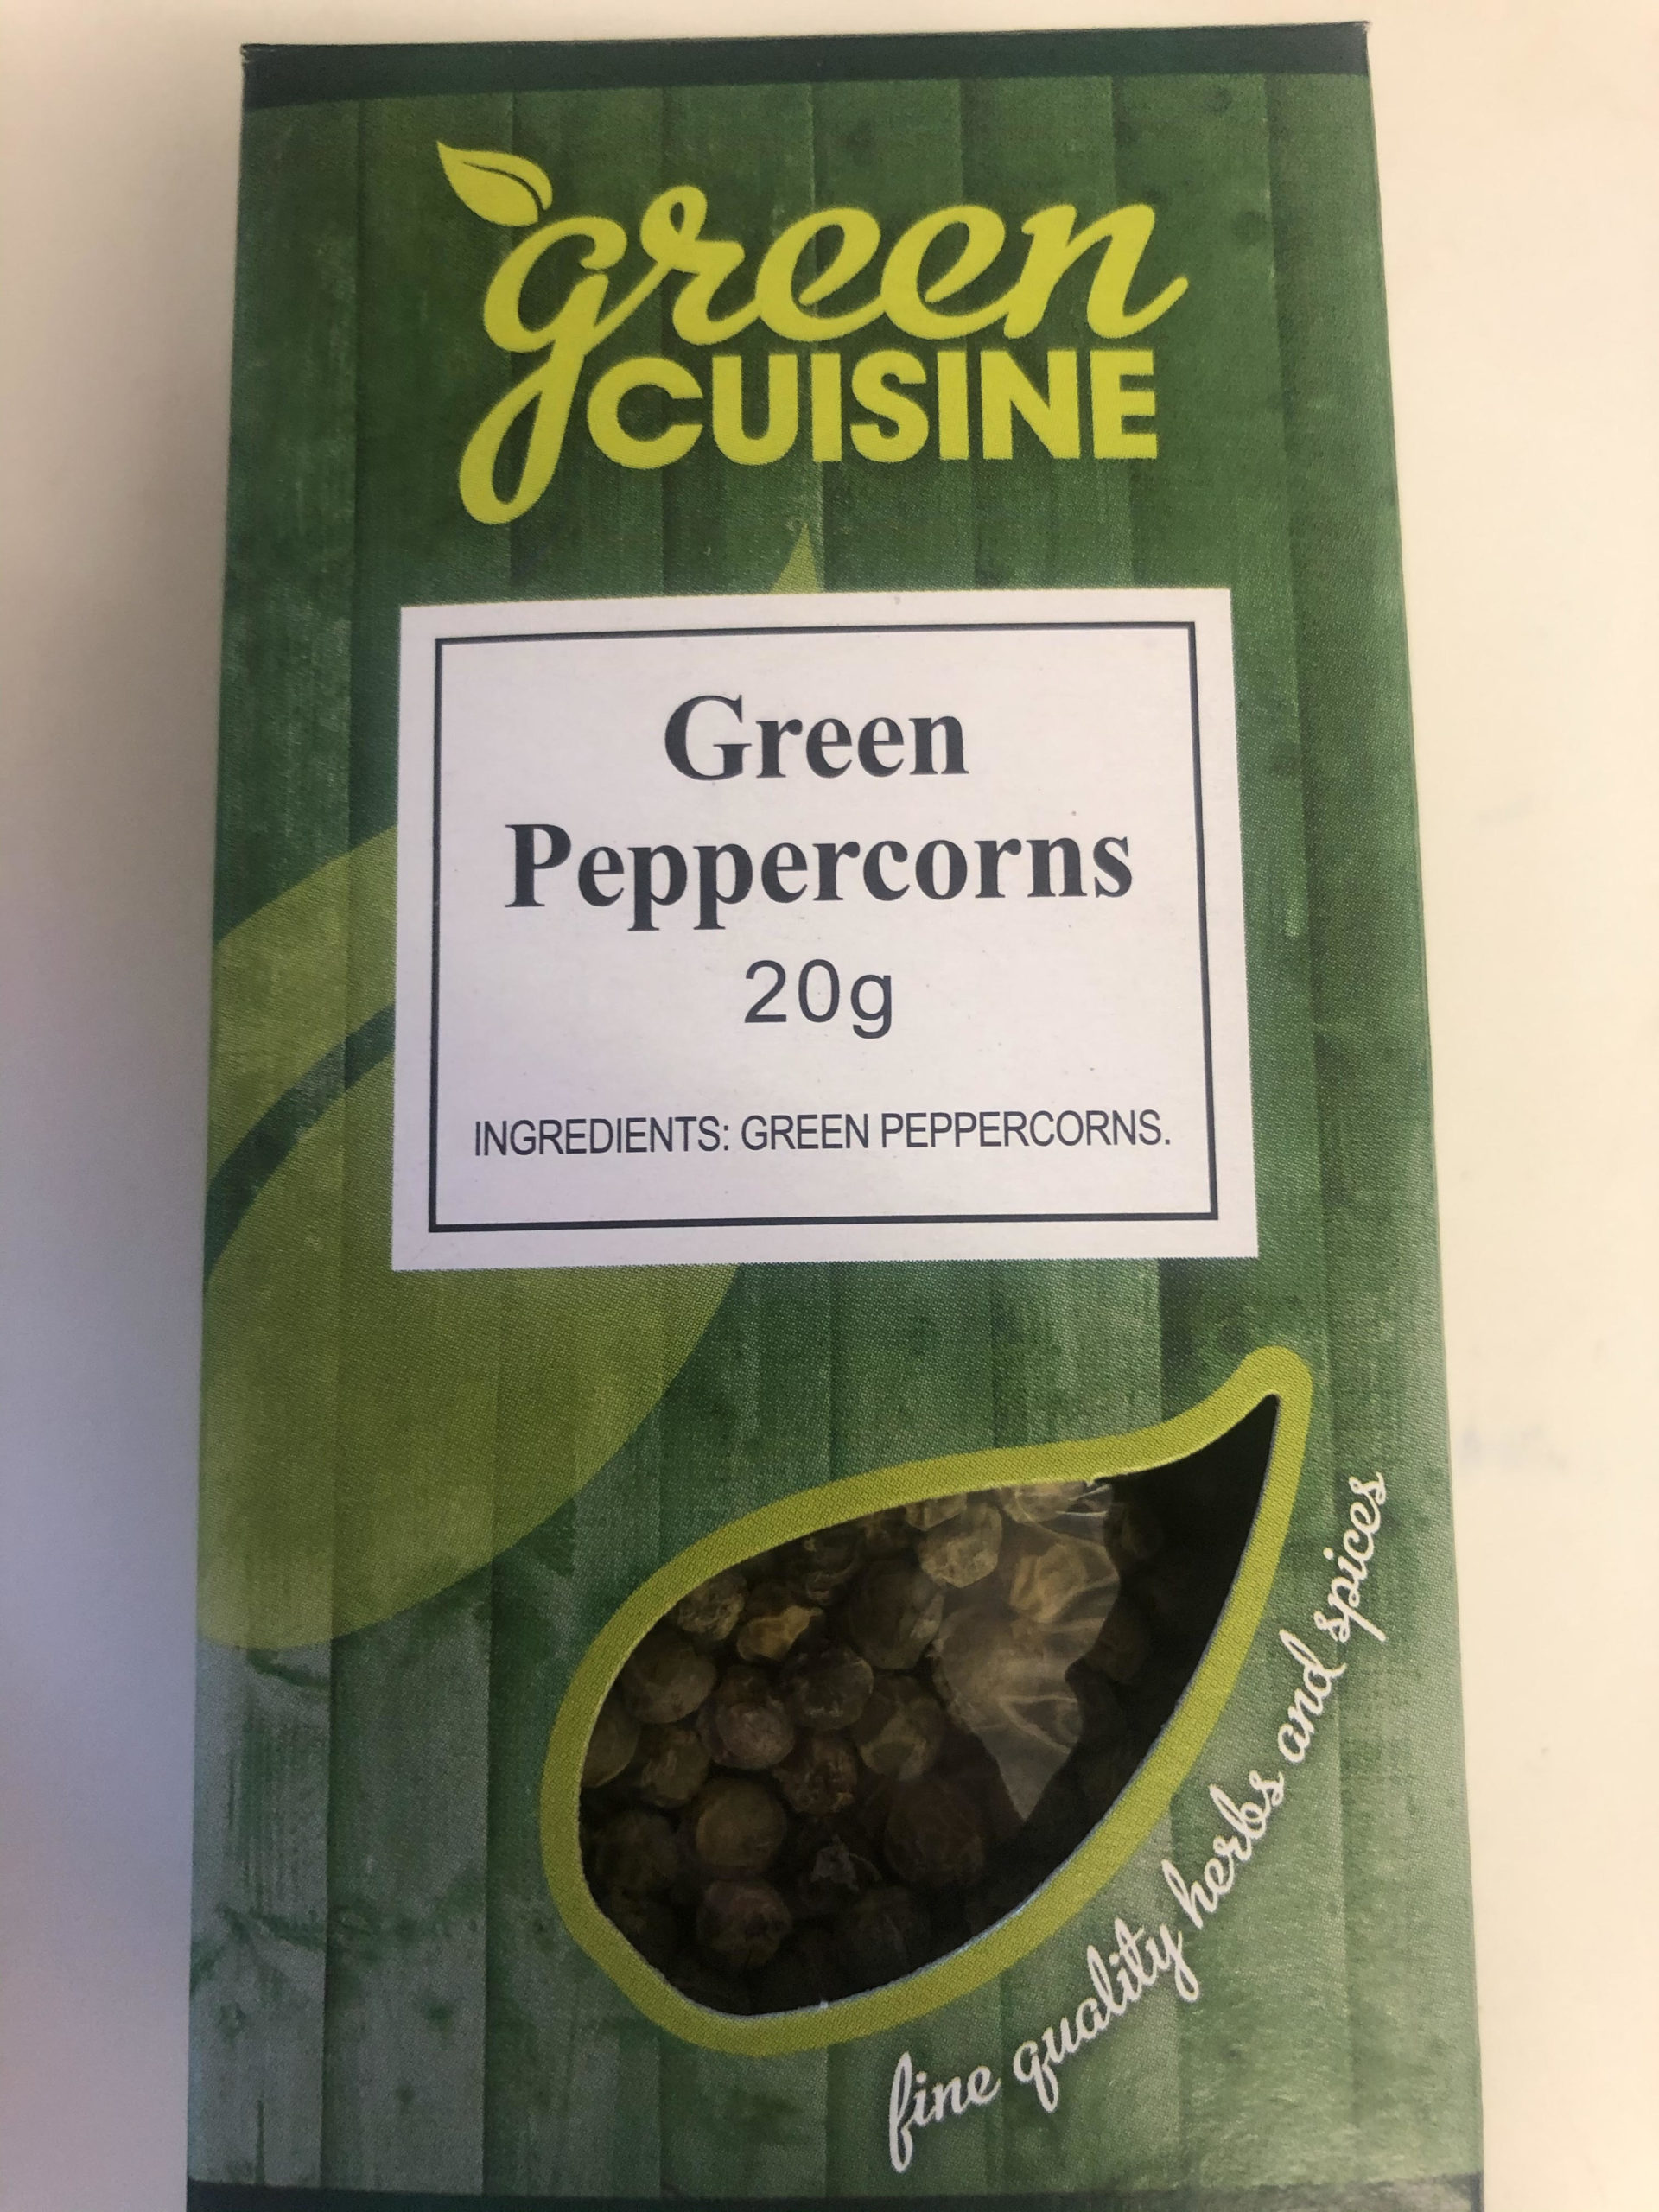 green
CUISINE
Green
Peppercorns
20g
INGREDIENTS: GREEN PEPPERCORNS.
fine quality herbs and spices